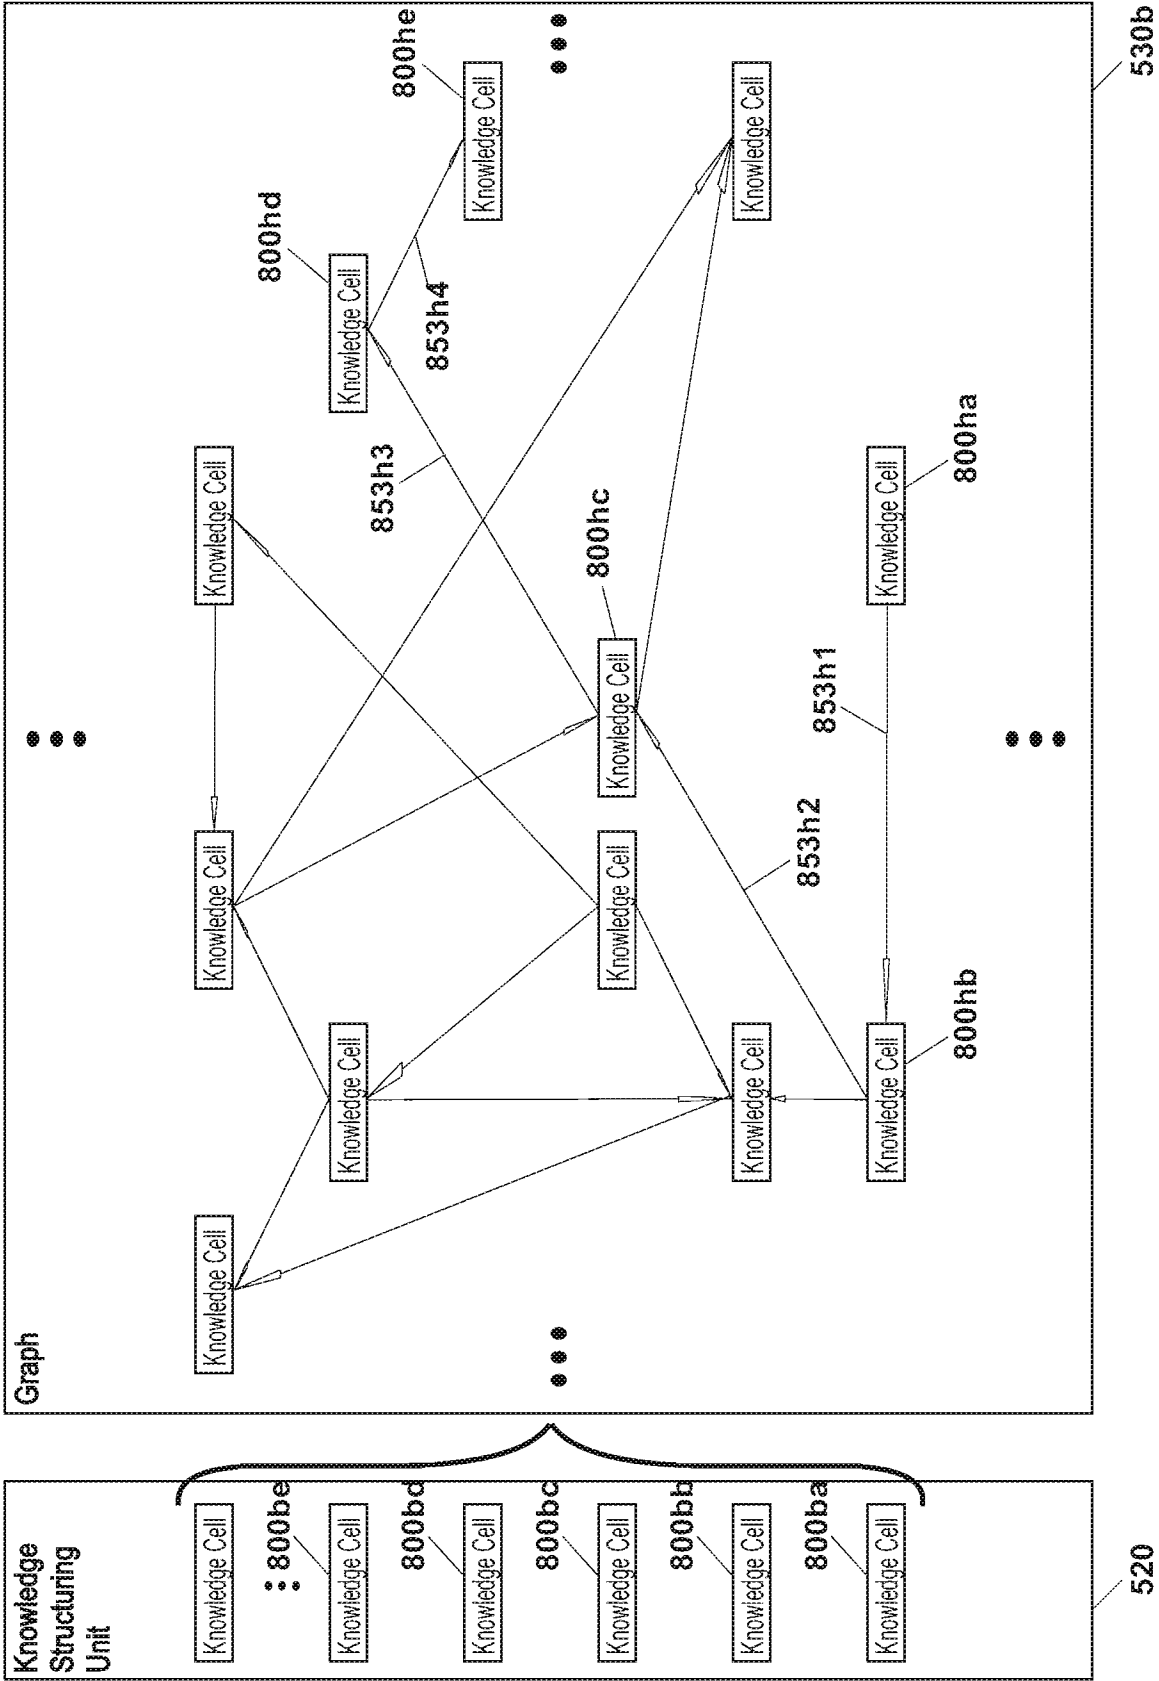 Knowledge
Structuring
Unit
Knowledge Cell
800be
Knowledge Cell
800bd
Knowledge Cell
800bc
Knowledge Cell
800bb
Knowledge Cell
800ba
Knowledge Cell
520
Graph
Knowledge Cell
Knowledge Cell
Knowledge Cell
800hd
Knowledge Cell
Knowledge Cell
853h3
800he
853h4
Knowledge Cell
800hc
Knowledge Cell
Knowledge Cell
Knowledge Cell
Knowledge Cell
853h2
853h1
Knowledge Cell
Knowledge Cell
800hb
800ha
530b